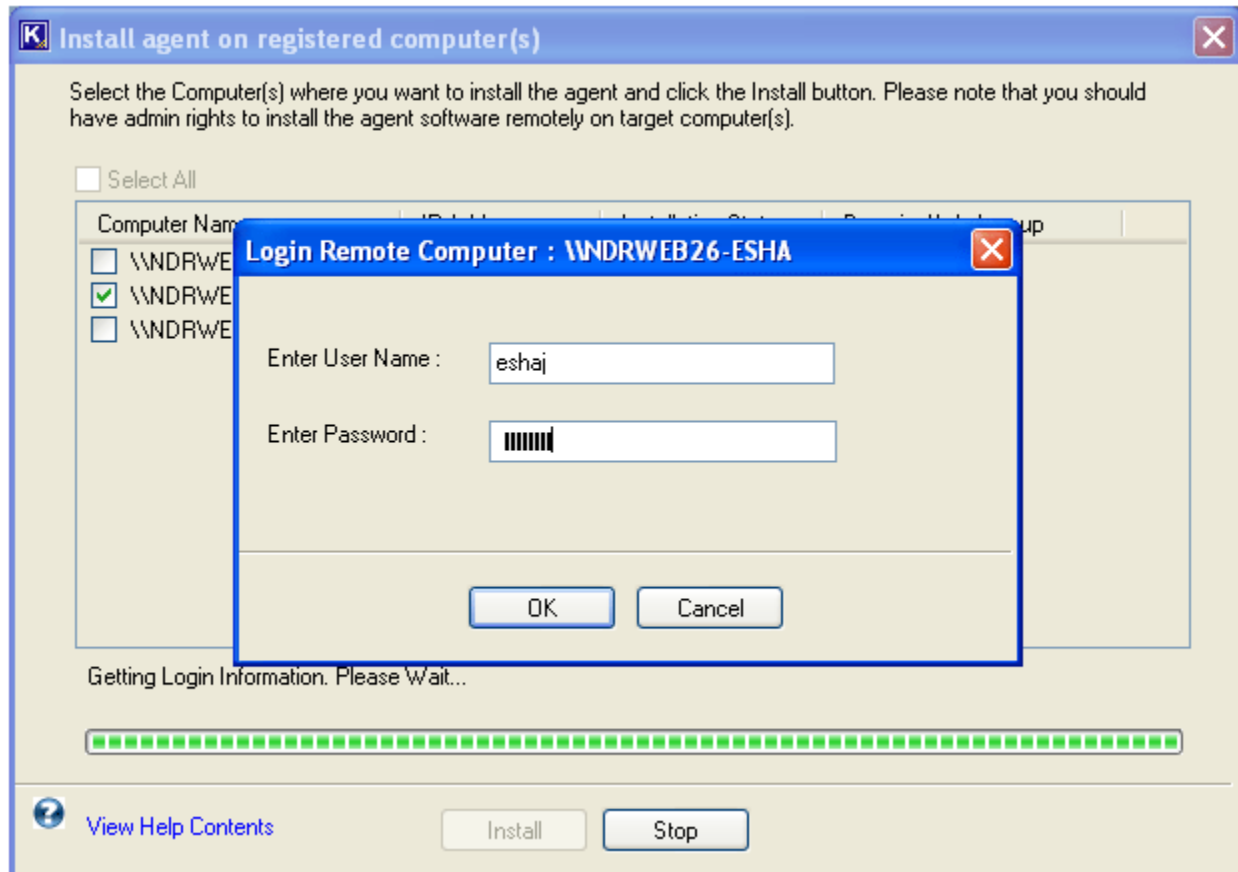 K Install agent on registered computer(s)
Select the Computer(s) where you want to install the agent and click the Install button. Please note that you should
have admin rights to install the agent software remotely on target computer(s).
Select All
Computer Nam
up
\\NDRWE
\\NDRWE
\\NDRWE
Login Remote Computer : \\NDRWEB26-ESHA
Enter User Name : eshaj
Enter Password :
OK Cancel
Getting Login Information. Please Wait...
? View Help Contents Install Stop